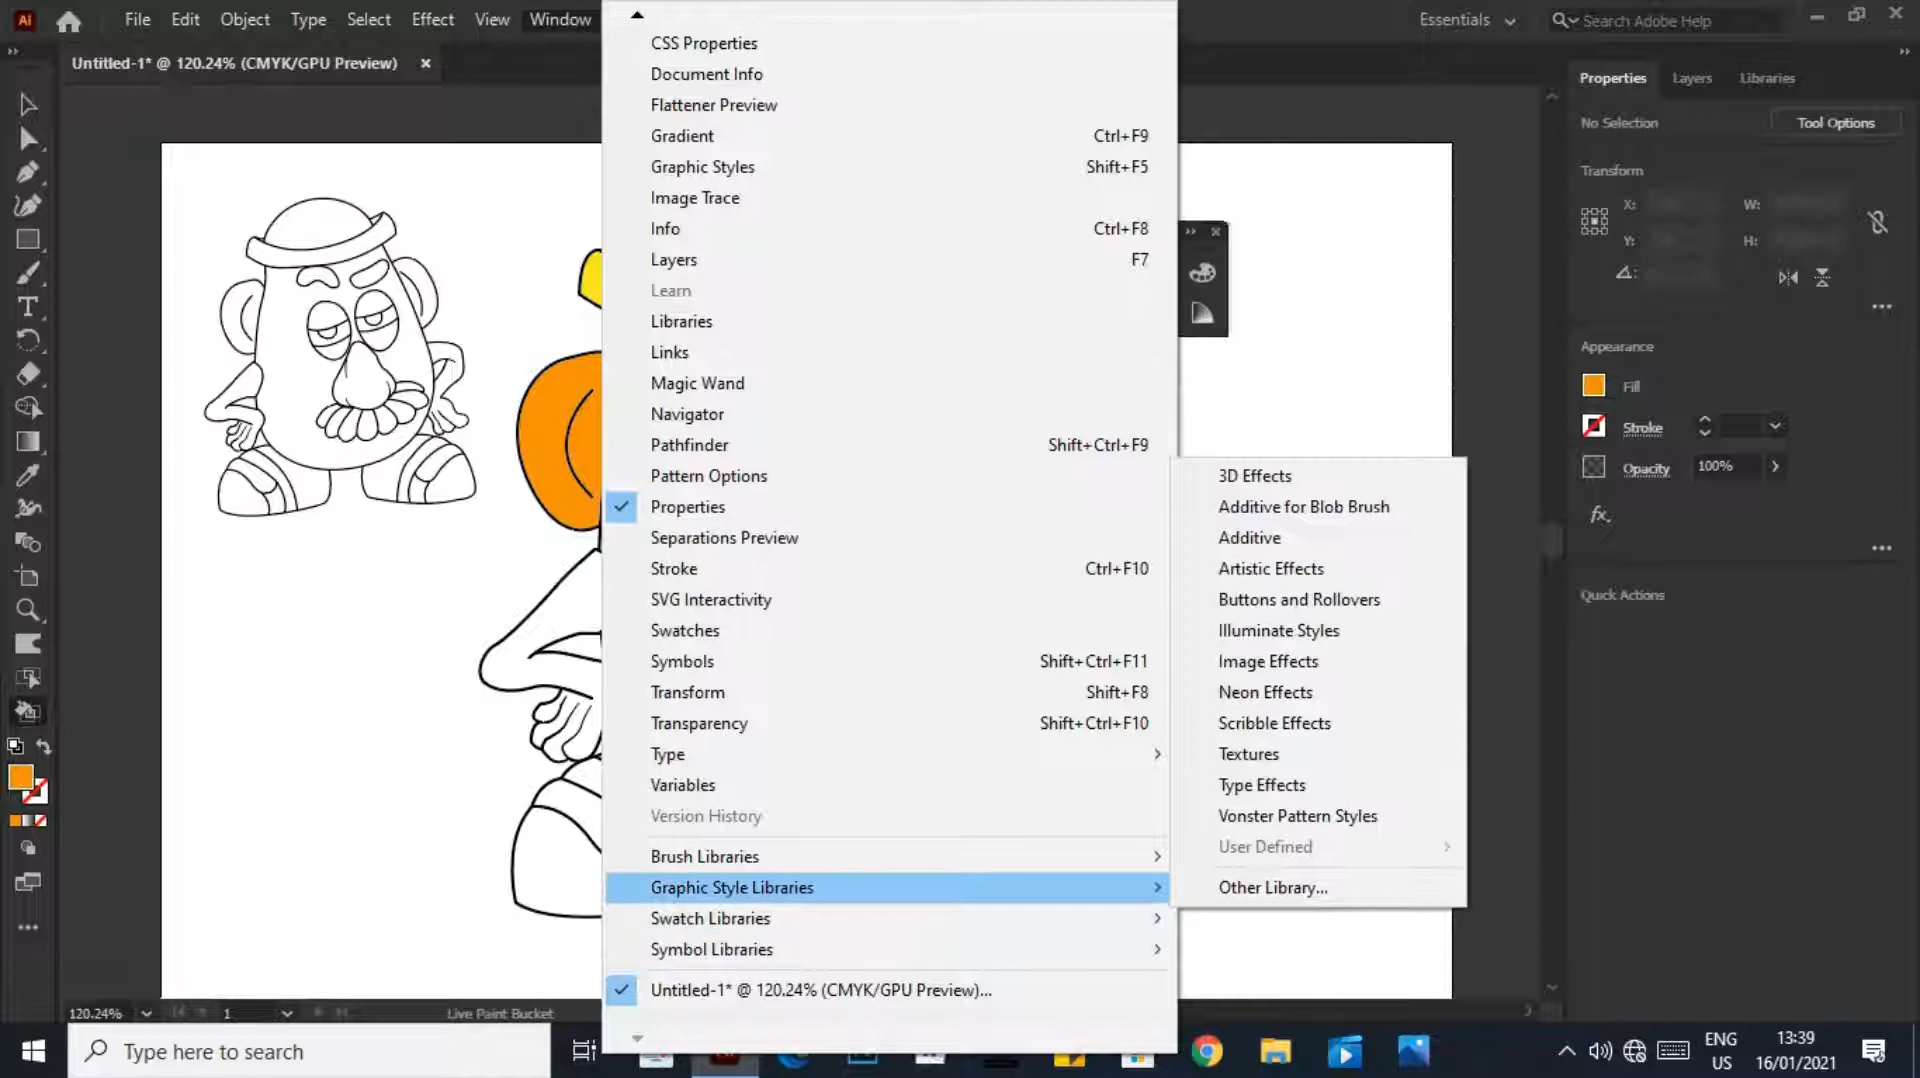 Ai File Edit Object Type Select Effect View Window Essentials Search Adobe Help
Untitled-1* @ 120.24% (CMYK/GPU Preview)
CSS Properties
Document Info
Flattener Preview
Gradient Ctrl+F9
Graphic Styles Shift+F5
Image Trace
Info Ctrl+F8
Layers F7
Learn
Libraries
Links
Magic Wand
Navigator
Pathfinder Shift+Ctrl+F9
Pattern Options
Properties
Separations Preview
Stroke Ctrl+F10
SVG Interactivity
Swatches
Symbols Shift+Ctrl+F11
Transform Shift+F8
Transparency Shift+Ctrl+F10
Type
Variables
Version History
Brush Libraries
Graphic Style Libraries
Swatch Libraries
Symbol Libraries
Untitled-1* @ 120.24% (CMYK/GPU Preview)...
3D Effects
Additive for Blob Brush
Additive
Artistic Effects
Buttons and Rollovers
Illuminate Styles
Image Effects
Neon Effects
Scribble Effects
Textures
Type Effects
Vonster Pattern Styles
User Defined
Other Library...
Properties Layers Libraries
No Selection Tool Options
Transform
X: W:
Y: H:
Appearance
Fill
Stroke
Opacity 100%
fx.
Quick Actions
120.24% 1 Live Paint Bucket
Type here to search
ENG
US
13:39
16/01/2021